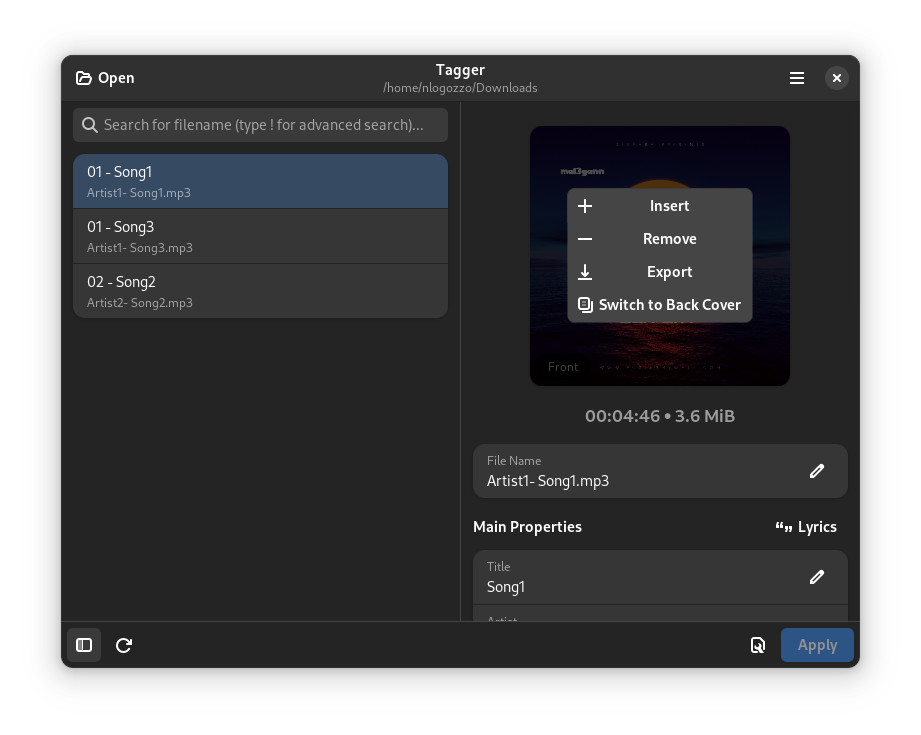 Open
Tagger
/home/nlogozzo/Downloads
Search for filename (type ! for advanced search)...
01 - Song1
Artist1- Song1.mp3
01 - Song3
Artist1- Song3.mp3
02 - Song2
Artist2- Song2.mp3
Insert
Remove
Export
Switch to Back Cover
Front
00:04:46 • 3.6 MiB
File Name
Artist1- Song1.mp3
Main Properties
Lyrics
Title
Song1
Artist
Apply